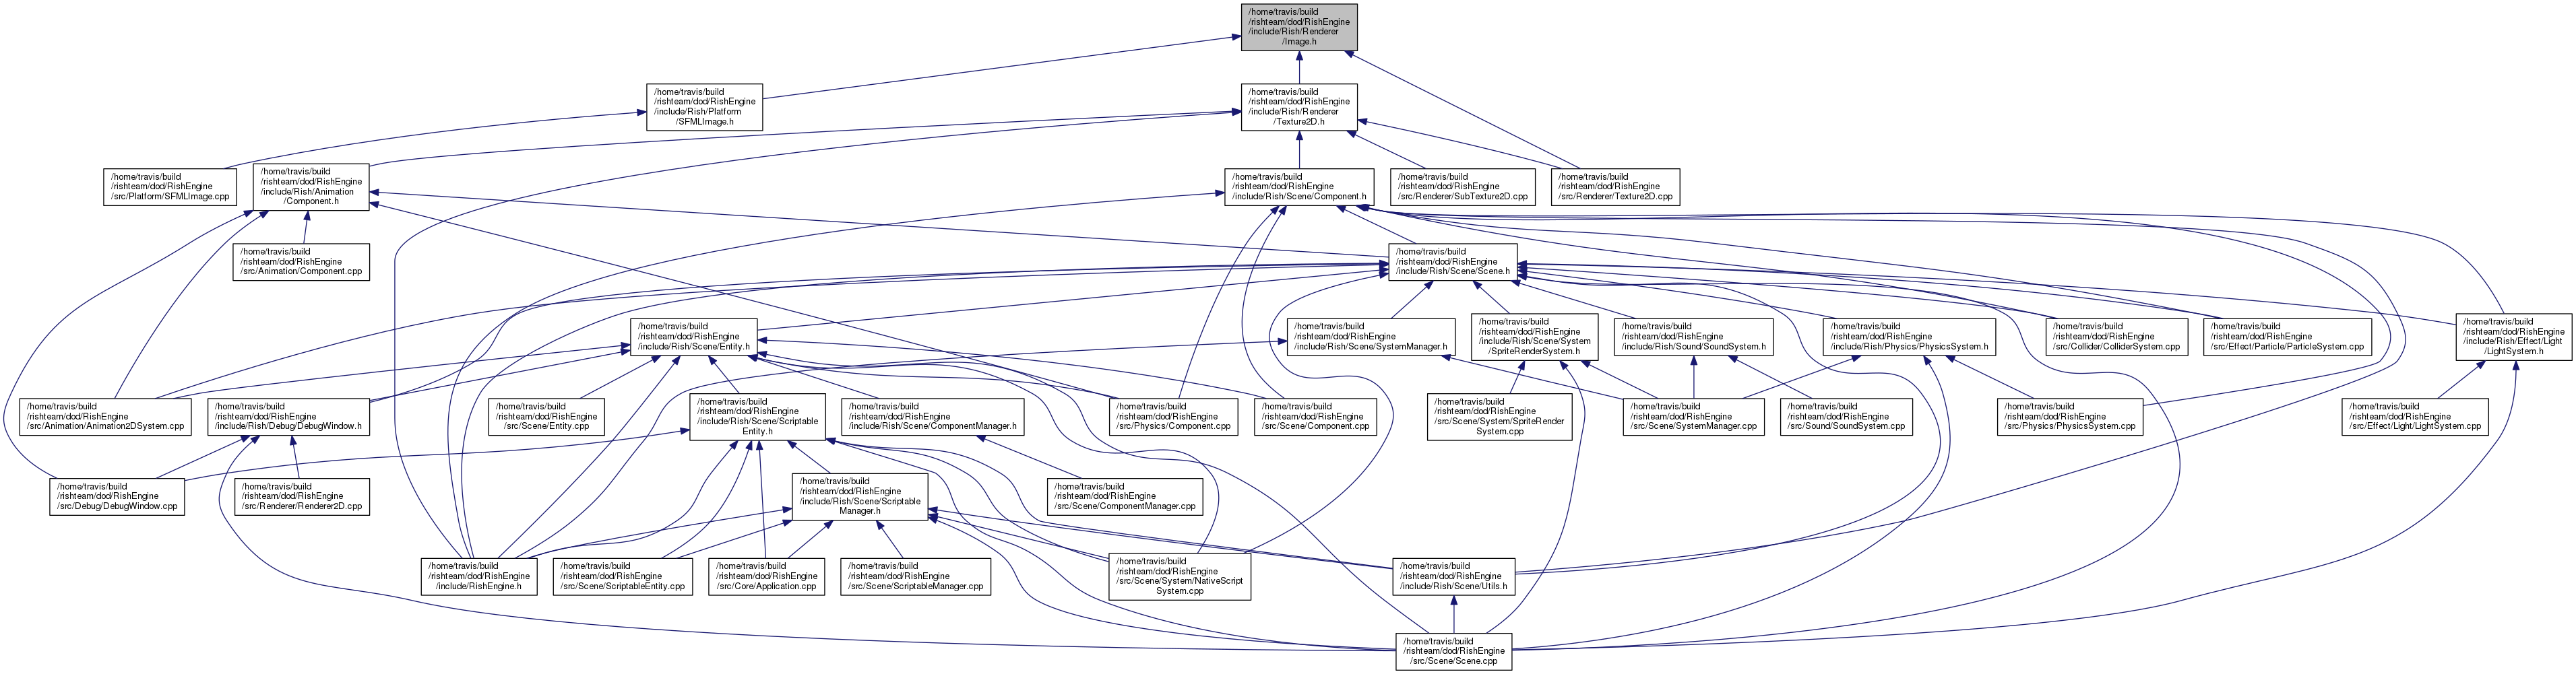 /home/travis/build
/rishteam/dod/RishEngine
/include/Rish/Renderer
/Image.h
/home/travis/build
/rishteam/dod/RishEngine
/include/Rish/Platform
/SFMLImage.h
/home/travis/build
/rishteam/dod/RishEngine
/include/Rish/Renderer
/Texture2D.h
/home/travis/build
/rishteam/dod/RishEngine
/src/Platform/SFMLImage.cpp
/home/travis/build
/rishteam/dod/RishEngine
/include/Rish/Animation
/Component.h
/home/travis/build
/rishteam/dod/RishEngine
/include/Rish/Scene/Component.h
/home/travis/build
/rishteam/dod/RishEngine
/src/Renderer/SubTexture2D.cpp
/home/travis/build
/rishteam/dod/RishEngine
/src/Renderer/Texture2D.cpp
/home/travis/build
/rishteam/dod/RishEngine
/src/Animation/Component.cpp
/home/travis/build
/rishteam/dod/RishEngine
/include/Rish/Scene/Scene.h
/home/travis/build
/rishteam/dod/RishEngine
/include/Rish/Scene/Entity.h
/home/travis/build
/rishteam/dod/RishEngine
/include/Rish/Scene/SystemManager.h
/home/travis/build
/rishteam/dod/RishEngine
/include/Rish/Scene/System
/SpriteRenderSystem.h
/home/travis/build
/rishteam/dod/RishEngine
/include/Rish/Sound/SoundSystem.h
/home/travis/build
/rishteam/dod/RishEngine
/include/Rish/Physics/PhysicsSystem.h
/home/travis/build
/rishteam/dod/RishEngine
/src/Collider/ColliderSystem.cpp
/home/travis/build
/rishteam/dod/RishEngine
/src/Effect/Particle/ParticleSystem.cpp
/home/travis/build
/rishteam/dod/RishEngine
/include/Rish/Effect/Light
/LightSystem.h
/home/travis/build
/rishteam/dod/RishEngine
/src/Animation/Animation2DSystem.cpp
/home/travis/build
/rishteam/dod/RishEngine
/include/Rish/Debug/DebugWindow.h
/home/travis/build
/rishteam/dod/RishEngine
/src/Scene/Entity.cpp
/home/travis/build
/rishteam/dod/RishEngine
/include/Rish/Scene/Scriptable
Entity.h
/home/travis/build
/rishteam/dod/RishEngine
/include/Rish/Scene/ComponentManager.h
/home/travis/build
/rishteam/dod/RishEngine
/src/Physics/Component.cpp
/home/travis/build
/rishteam/dod/RishEngine
/src/Scene/Component.cpp
/home/travis/build
/rishteam/dod/RishEngine
/src/Scene/System/SpriteRender
System.cpp
/home/travis/build
/rishteam/dod/RishEngine
/src/Scene/SystemManager.cpp
/home/travis/build
/rishteam/dod/RishEngine
/src/Sound/SoundSystem.cpp
/home/travis/build
/rishteam/dod/RishEngine
/src/Physics/PhysicsSystem.cpp
/home/travis/build
/rishteam/dod/RishEngine
/src/Effect/Light/LightSystem.cpp
/home/travis/build
/rishteam/dod/RishEngine
/src/Debug/DebugWindow.cpp
/home/travis/build
/rishteam/dod/RishEngine
/src/Renderer/Renderer2D.cpp
/home/travis/build
/rishteam/dod/RishEngine
/include/Rish/Scene/Scriptable
Manager.h
/home/travis/build
/rishteam/dod/RishEngine
/src/Scene/ComponentManager.cpp
/home/travis/build
/rishteam/dod/RishEngine
/include/RishEngine.h
/home/travis/build
/rishteam/dod/RishEngine
/src/Scene/ScriptableEntity.cpp
/home/travis/build
/rishteam/dod/RishEngine
/src/Core/Application.cpp
/home/travis/build
/rishteam/dod/RishEngine
/src/Scene/ScriptableManager.cpp
/home/travis/build
/rishteam/dod/RishEngine
/src/Scene/System/NativeScript
System.cpp
/home/travis/build
/rishteam/dod/RishEngine
/include/Rish/Scene/Utils.h
/home/travis/build
/rishteam/dod/RishEngine
/src/Scene/Scene.cpp